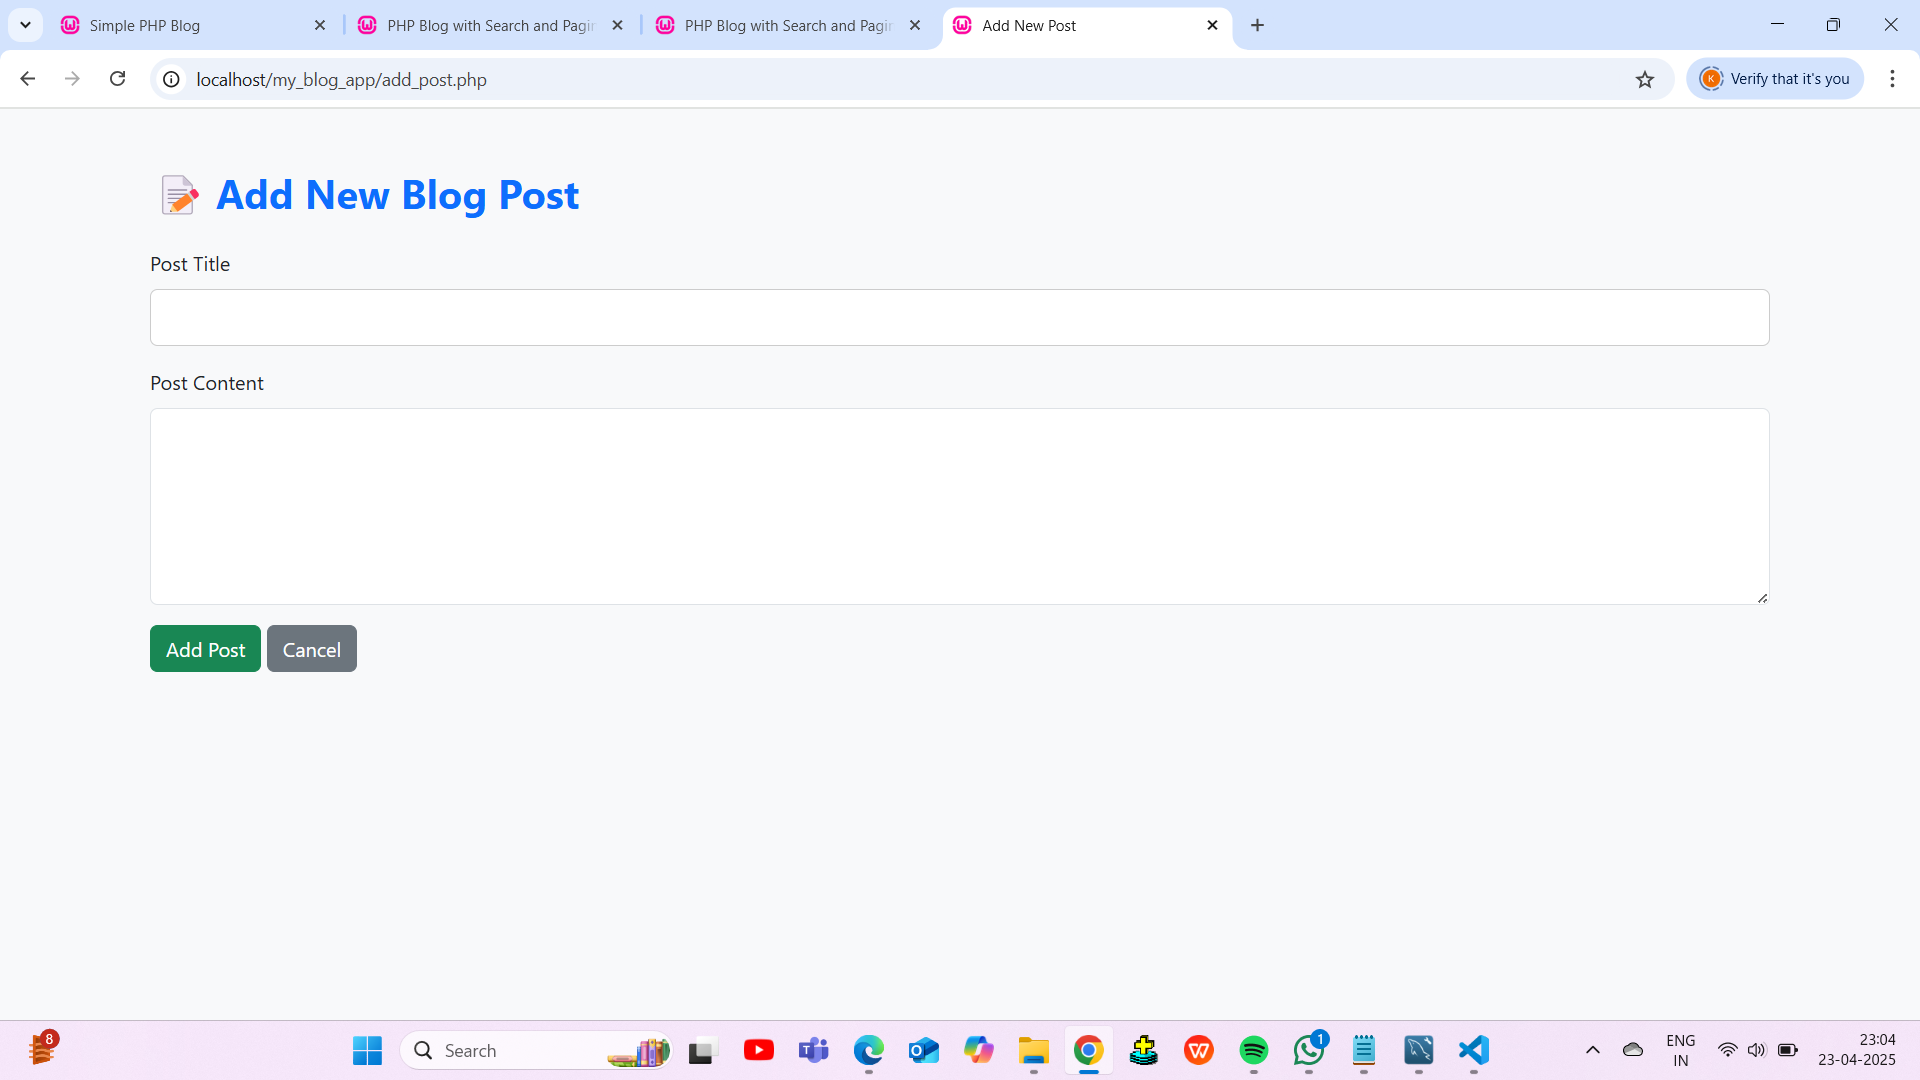 Simple PHP Blog
PHP Blog with Search and Pagin
PHP Blog with Search and Pagin
Add New Post
localhost/my_blog_app/add_post.php
K
Verify that it's you
Add New Blog Post
Post Title
Post Content
Add Post
Cancel
8
Search
1
ENG
IN
23:04
23-04-2025